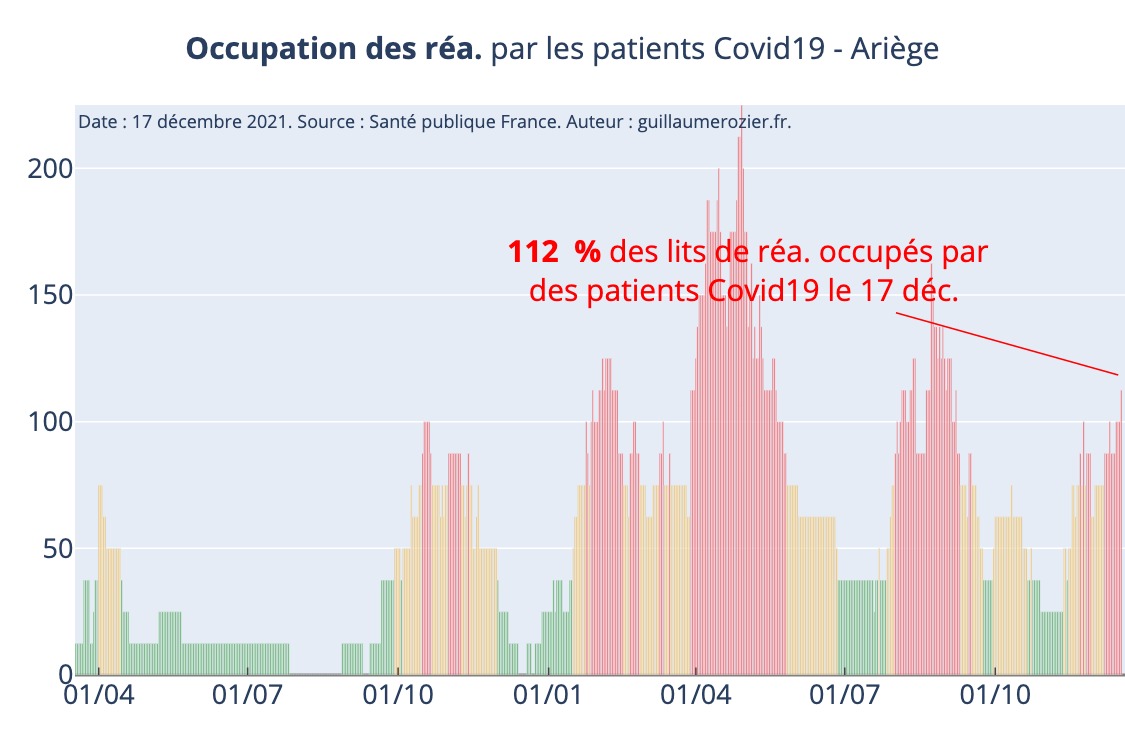 Occupation des réa. par les patients Covid19 - Ariège
Date : 17 décembre 2021. Source : Santé publique France. Auteur : guillaumerozier.fr.
200
112 % des lits de réa. occupés par
des patients Covid19 le 17 déc.
150
100
50
0
01/04 01/07 01/10 01/01 01/04 01/07 01/10